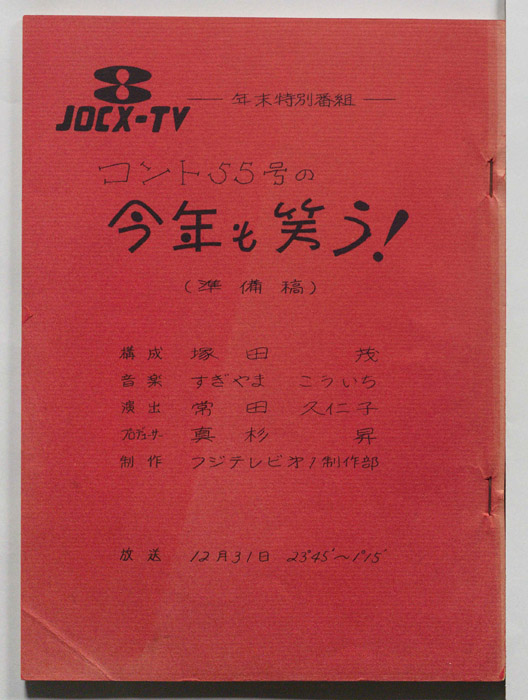 8
JOCX-TV
― 年末特別番組 ―
コント55号の
今年も笑う!
(準備稿)
構成 塚田 茂
音楽 すぎやま こういち
演出 常田 久仁子
プロデューサー 真杉 昇
制作 フジテレビ才1制作部
放送 12月31日 23°45′~1°15′